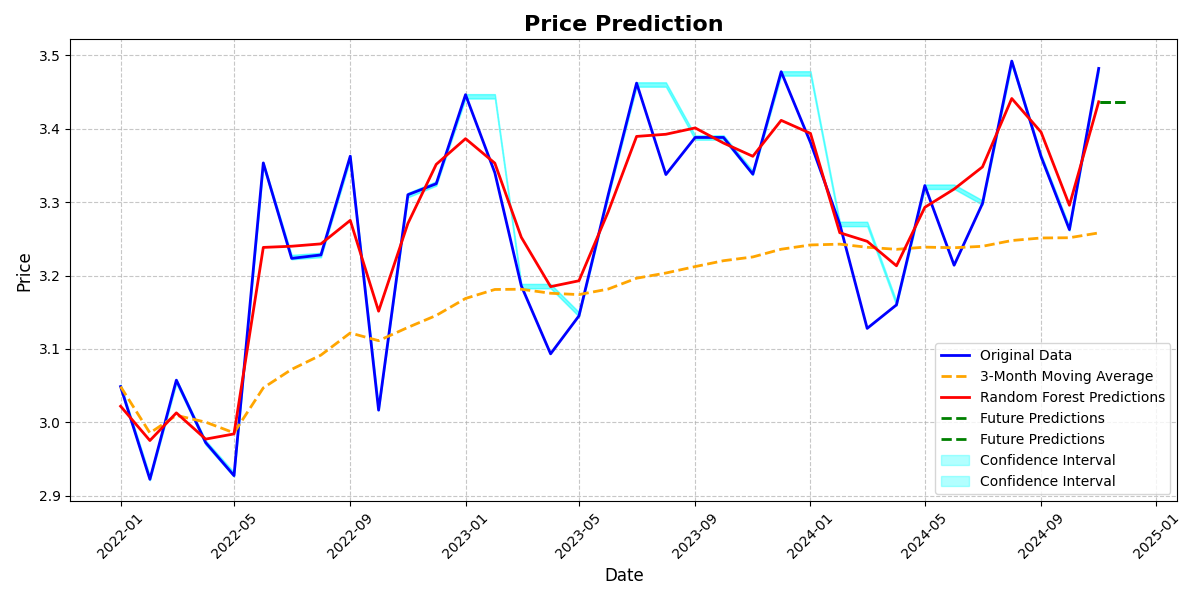 Price Prediction
3.5
3.4
3.3
3.2
3.1
3.0
2.9
Price
2022-01
2022-05
2022-09
2023-01
2023-05
2023-09
2024-01
2024-05
2024-09
2025-01
Date
Original Data
3-Month Moving Average
Random Forest Predictions
Future Predictions
Future Predictions
Confidence Interval
Confidence Interval